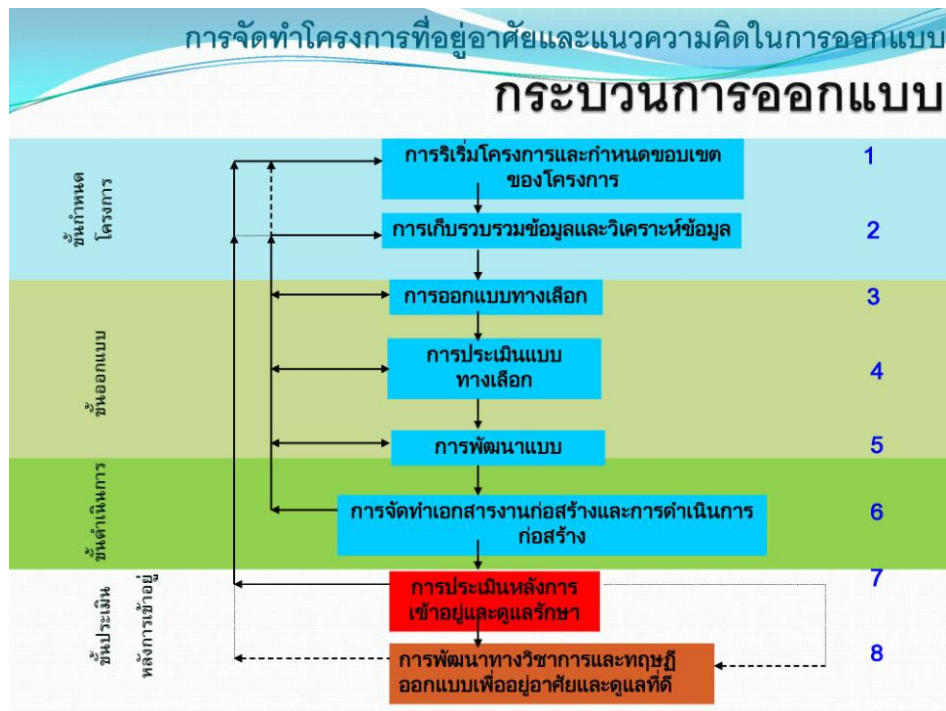 การจัดทำโครงการที่อยู่อาศัยและแนวความคิดในการออกแบบ
กระบวนการออกแบบ
ขั้นกำหนด
โครงการ
การริเริ่มโครงการและกำหนดขอบเขต
ของโครงการ
1
การเก็บรวบรวมข้อมูลและวิเคราะห์ข้อมูล
2
ขั้นออกแบบ
การออกแบบทางเลือก
3
การประเมินแบบ
ทางเลือก
4
การพัฒนาแบบ
5
ขั้นดำเนินการ
การจัดทำเอกสารงานก่อสร้างและการดำเนินการ
ก่อสร้าง
6
ขั้นประเมิน
หลังการเข้าอยู่
การประเมินหลังการ
เข้าอยู่และดูแลรักษา
7
การพัฒนาทางวิชาการและทฤษฏี
ออกแบบเพื่ออยู่อาศัยและดูแลที่ดี
8